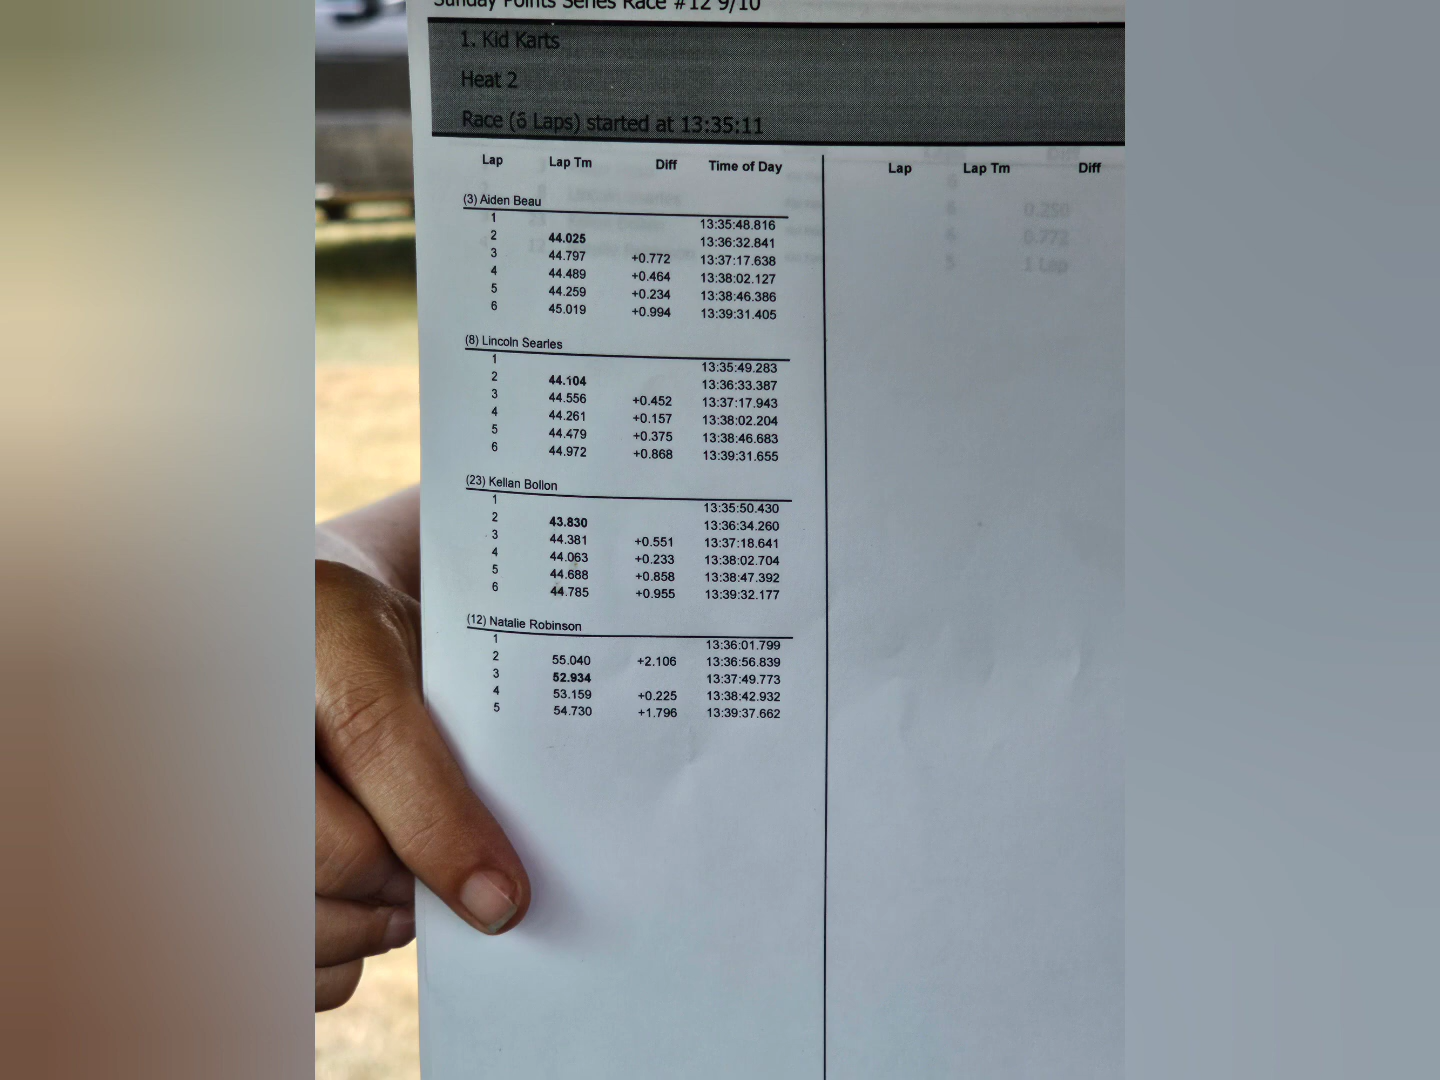 Sunday Points Series Race #12 9/10
1. Kid Karts
Heat 2
Race (6 Laps) started at 13:35:11
Lap Lap Tm Diff Time of Day Lap Lap Tm Diff
(3) Aiden Beau
1 13:35:48.816
2 44.025 13:36:32.841
3 44.797 +0.772 13:37:17.638
4 44.489 +0.464 13:38:02.127
5 44.259 +0.234 13:38:46.386
6 45.019 +0.994 13:39:31.405
(8) Lincoln Searles
1 13:35:49.283
2 44.104 13:36:33.387
3 44.556 +0.452 13:37:17.943
4 44.261 +0.157 13:38:02.204
5 44.479 +0.375 13:38:46.683
6 44.972 +0.868 13:39:31.655
(23) Kellan Bollon
1 13:35:50.430
2 43.830 13:36:34.260
3 44.381 +0.551 13:37:18.641
4 44.063 +0.233 13:38:02.704
5 44.688 +0.858 13:38:47.392
6 44.785 +0.955 13:39:32.177
(12) Natalie Robinson
1 13:36:01.799
2 55.040 +2.106 13:36:56.839
3 52.934 13:37:49.773
4 53.159 +0.225 13:38:42.932
5 54.730 +1.796 13:39:37.662